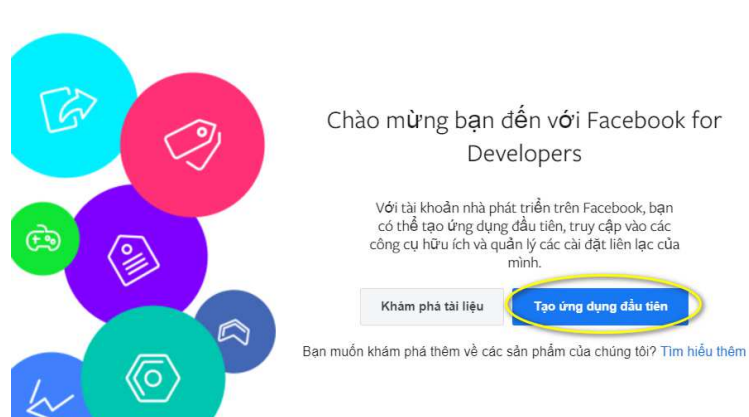 Chào mừng bạn đến với Facebook for
Developers
Với tài khoản nhà phát triển trên Facebook, bạn
có thể tạo ứng dụng đầu tiên, truy cập vào các
công cụ hữu ích và quản lý các cài đặt liên lạc của
mình.
Khám phá tài liệu
Tạo ứng dụng đầu tiên
Bạn muốn khám phá thêm về các sản phẩm của chúng tôi? Tìm hiểu thêm